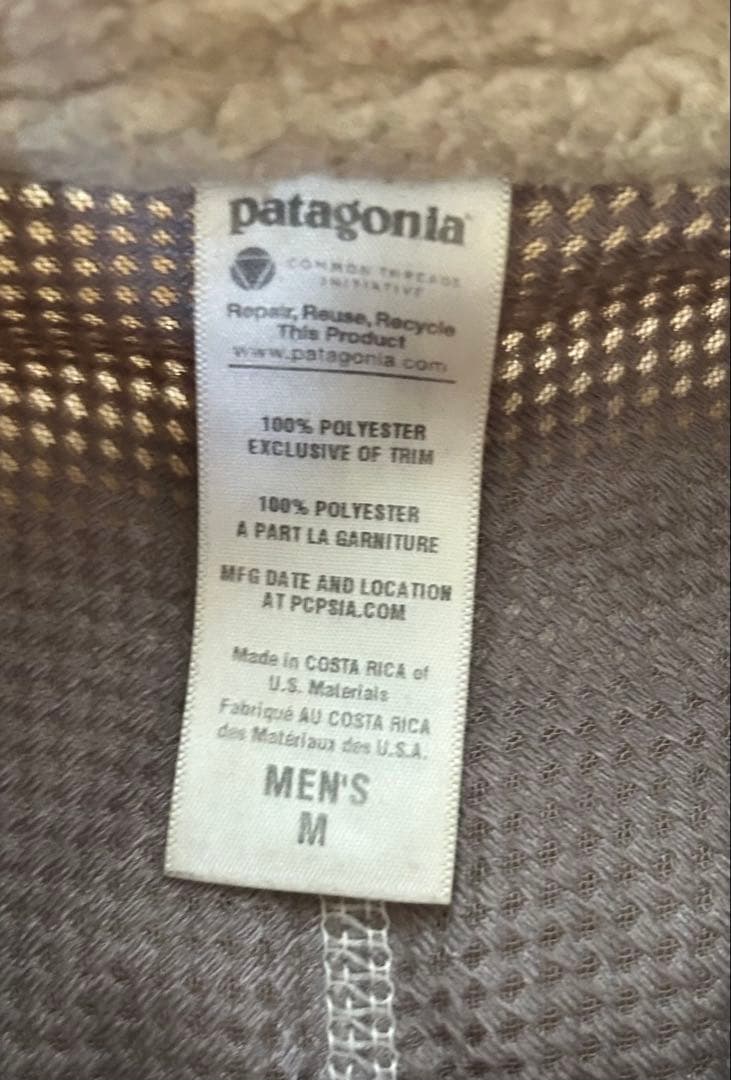 patagonia
COMMON THREADS
INITIATIVE
Repair, Reuse, Recycle
This Product
www.patagonia.com
100% POLYESTER
EXCLUSIVE OF TRIM
100% POLYESTER
A PART LA GARNITURE
MFG DATE AND LOCATION
AT PCPSIA.COM
Made in COSTA RICA of
U.S. Materials
Fabriqué AU COSTA RICA
des Matériaux des U.S.A.
MEN'S
M